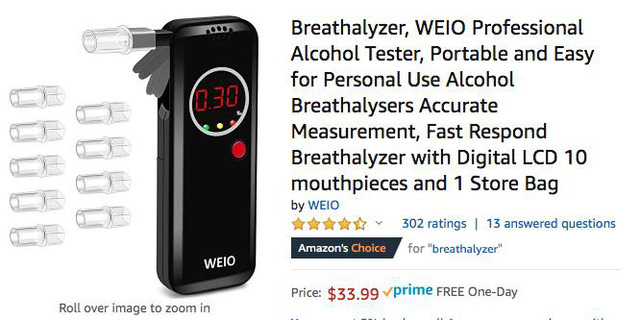 0.30
WEIO
Roll over image to zoom in
Breathalyzer, WEIO Professional
Alcohol Tester, Portable and Easy
for Personal Use Alcohol
Breathalysers Accurate
Measurement, Fast Respond
Breathalyzer with Digital LCD 10
mouthpieces and 1 Store Bag
by WEIO
302 ratings | 13 answered questions
Amazon's Choice for "breathalyzer"
Price: $33.99 prime FREE One-Day